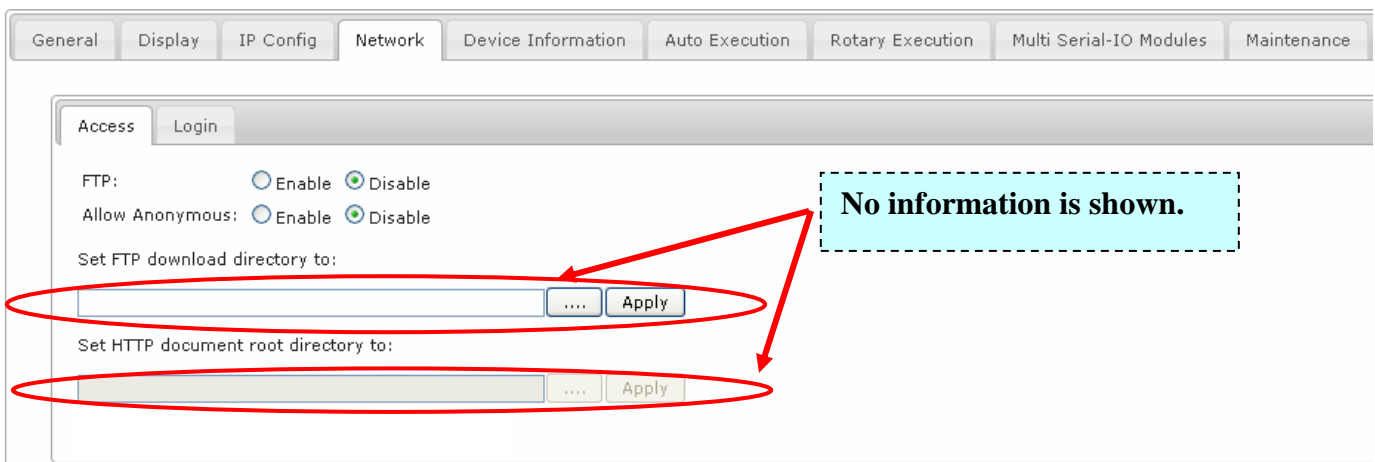 General Display IP Config Network Device Information Auto Execution Rotary Execution Multi Serial-IO Modules Maintenance
Access Login
FTP: Enable Disable
Allow Anonymous: Enable Disable
No information is shown.
Set FTP download directory to:
.... Apply
Set HTTP document root directory to:
.... Apply